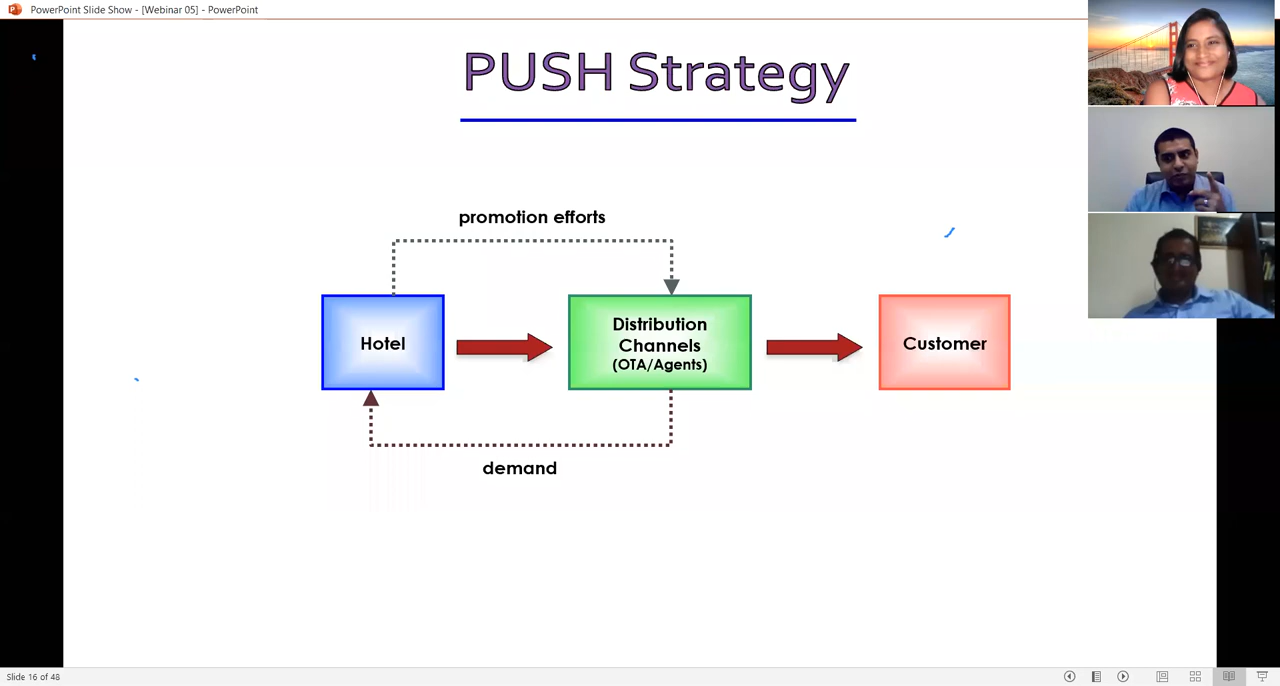 PowerPoint Slide Show - [Webinar 05] - PowerPoint
PUSH Strategy
promotion efforts
Hotel
Distribution
Channels
(OTA/Agents)
Customer
demand
Slide 16 of 48